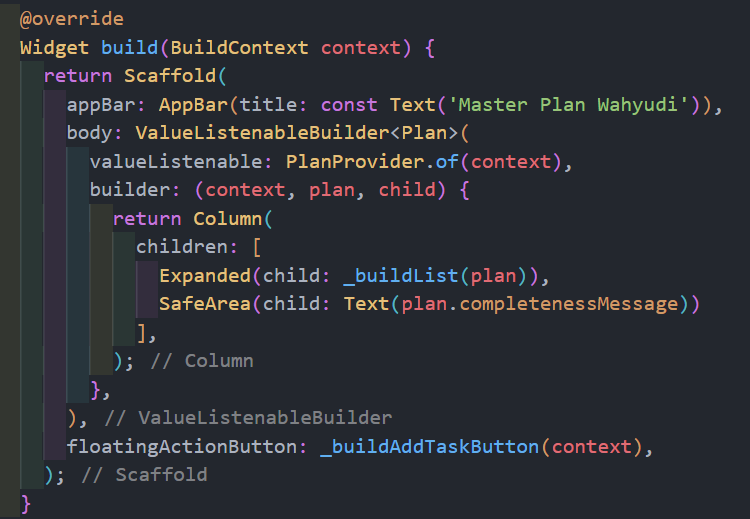 @override
Widget build(BuildContext context) {
return Scaffold(
appBar: AppBar(title: const Text('Master Plan Wahyudi')),
body: ValueListenableBuilder<Plan>(
valueListenable: PlanProvider.of(context),
builder: (context, plan, child) {
return Column(
children: [
Expanded(child: _buildList(plan)),
SafeArea(child: Text(plan.completenessMessage))
],
); // Column
},
), // ValueListenableBuilder
floatingActionButton: _buildAddTaskButton(context),
); // Scaffold
}